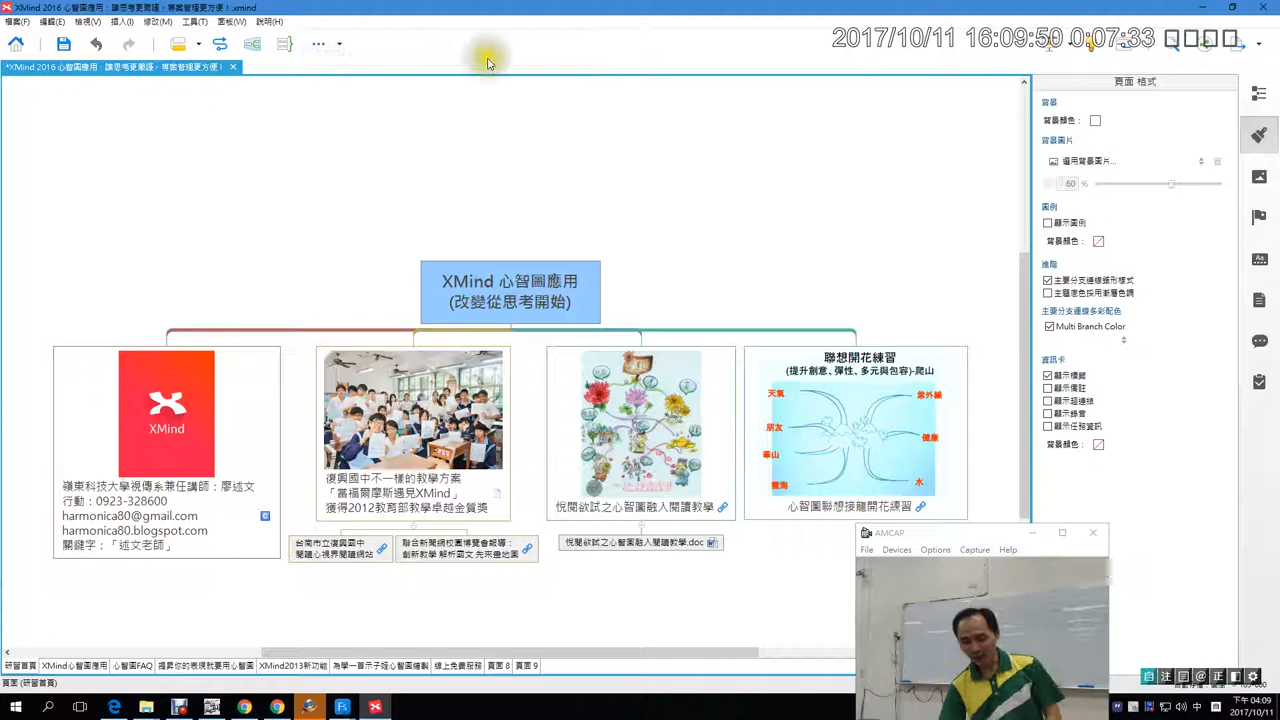 XMind 2016 心智圖應用：讓思考更嚴謹，專案管理更方便！.xmind
檔案(F) 編輯(E) 檢視(V) 插入(I) 修改(M) 工具(T) 面板(W) 說明(H)
2017/10/11 16:09:50 0:07:33
*XMind 2016 心智圖應用：讓思考更嚴謹，專案管理更方便！
頁面 格式
背景
背景顏色：
背景圖片
選用背景圖片...
60 %
圖例
顯示圖例
背景顏色：
進階
主要分支連線錐形樣式
主題底色採用漸層色調
主要分支連線多彩配色
Multi Branch Color
資訊卡
顯示標籤
顯示備註
顯示超連結
顯示錄音
顯示任務資訊
背景顏色：
XMind 心智圖應用
(改變從思考開始)
XMind
嶺東科技大學視傳系兼任講師：廖述文
行動：0923-328600
harmonica80@gmail.com
harmonica80.blogspot.com
關鍵字：「述文老師」
復興國中不一樣的教學方案
「當福爾摩斯遇見XMind」
獲得2012教育部教學卓越金質獎
台南市立復興國中
閱讀心視界閱讀網站
聯合新聞網校園博覽會報導：
創新教學 解析國文 先來畫地圖
悅閱欲試之心智圖融入閱讀教學
悅閱欲試之心智圖融入閱讀教學.doc
聯想開花練習
(提升創意、彈性、多元與包容)-爬山
天氣
紫外線
朋友
健康
華山
雲海
水
心智圖聯想接龍開花練習
AMCAP
File Devices Options Capture Help
研習首頁 XMind心智圖應用 心智圖FAQ 提昇你的表現就要用心智圖 XMind2013新功能 為學一首示子姪心智圖繪製 線上免費服務 頁面 8 頁面 9
頁面 (研習首頁)
下午 04:09
2017/10/11